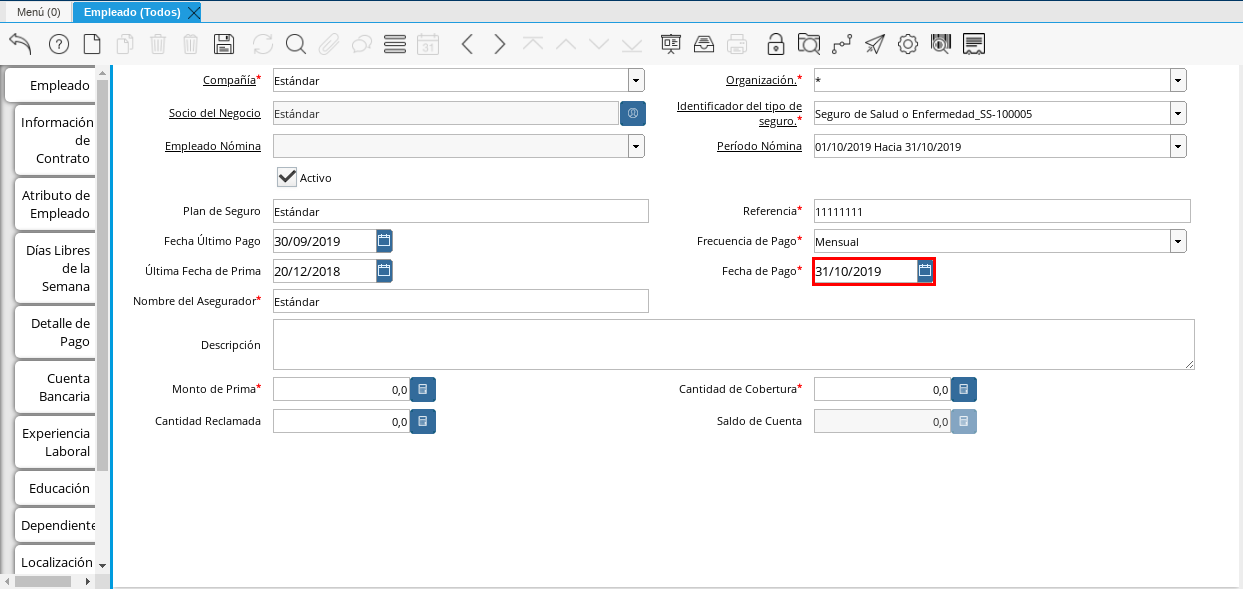 Menú (0)
Empleado (Todos)
31
Empleado
Información
de
Contrato
Atributo de
Empleado
Días Libres
de la
Semana
Detalle de
Pago
Cuenta
Bancaria
Experiencia
Laboral
Educación
Dependiente
Localización
Compañía* Estándar
Organización.* *
Socio del Negocio Estándar
Identificador del tipo de
seguro.* Seguro de Salud o Enfermedad_SS-100005
Empleado Nómina
Período Nómina 01/10/2019 Hacia 31/10/2019
Activo
Plan de Seguro Estándar
Referencia* 11111111
Fecha Último Pago 30/09/2019
Frecuencia de Pago* Mensual
Última Fecha de Prima 20/12/2018
Fecha de Pago* 31/10/2019
Nombre del Asegurador* Estándar
Descripción
Monto de Prima* 0,0
Cantidad de Cobertura* 0,0
Cantidad Reclamada 0,0
Saldo de Cuenta 0,0